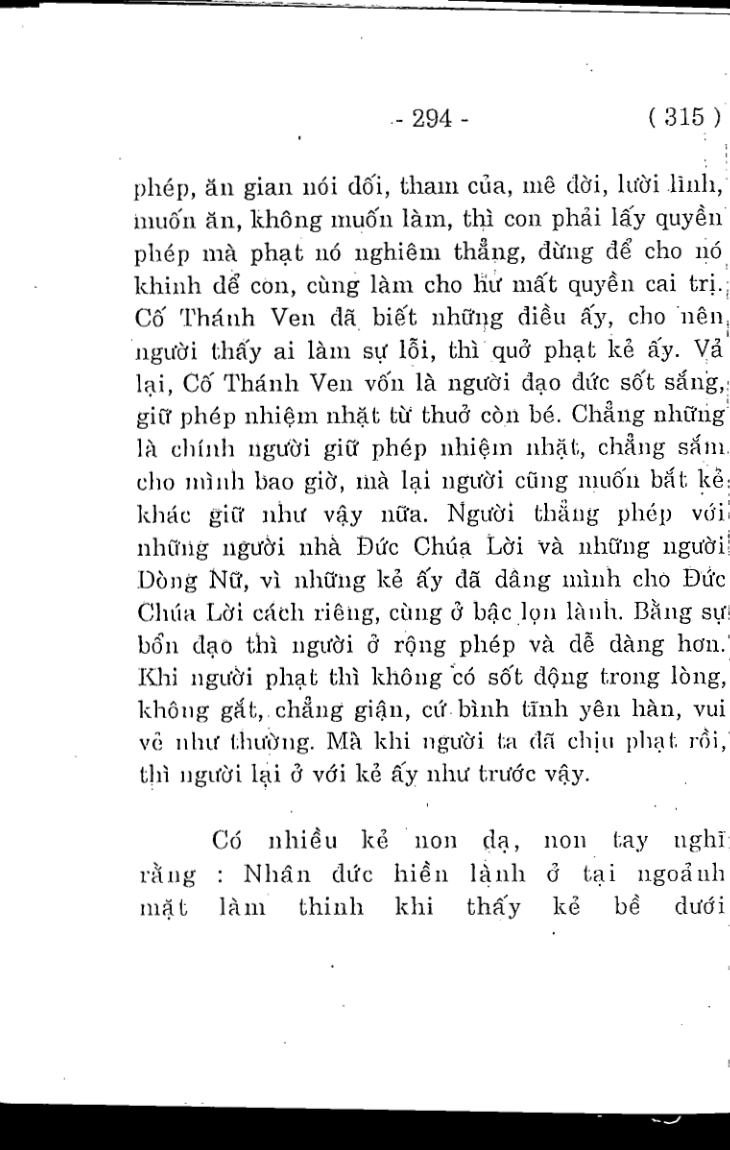 - 294 - ( 315 )
phép, ăn gian nói dối, tham của, mê đời, lười lĩnh,
muốn ăn, không muốn làm, thì con phải lấy quyền
phép mà phạt nó nghiêm thẳng, đừng để cho nó
khinh dể con, cùng làm cho hư mất quyền cai trị.
Cố Thánh Ven đã biết những điều ấy, cho nên
người thấy ai làm sự lỗi, thì quở phạt kẻ ấy. Vả
lại, Cố Thánh Ven vốn là người đạo đức sốt sắng,
giữ phép nhiệm nhặt từ thuở còn bé. Chẳng những
là chính người giữ phép nhiệm nhặt, chẳng sắm
cho mình bao giờ, mà lại người cũng muốn bắt kẻ
khác giữ như vậy nữa. Người thẳng phép với
những người nhà Đức Chúa Lời và những người
Dòng Nữ, vì những kẻ ấy đã dâng mình cho Đức
Chúa Lời cách riêng, cùng ở bậc lọn lành. Bằng sự
bổn đạo thì người ở rộng phép và dễ dàng hơn.
Khi người phạt thì không có sốt động trong lòng,
không gắt, chẳng giận, cứ bình tĩnh yên hàn, vui
vẻ như thường. Mà khi người ta đã chịu phạt rồi,
thì người lại ở với kẻ ấy như trước vậy.
Có nhiều kẻ non dạ, non tay nghĩ
rằng : Nhân đức hiền lành ở tại ngoảnh
mặt làm thinh khi thấy kẻ bề dưới